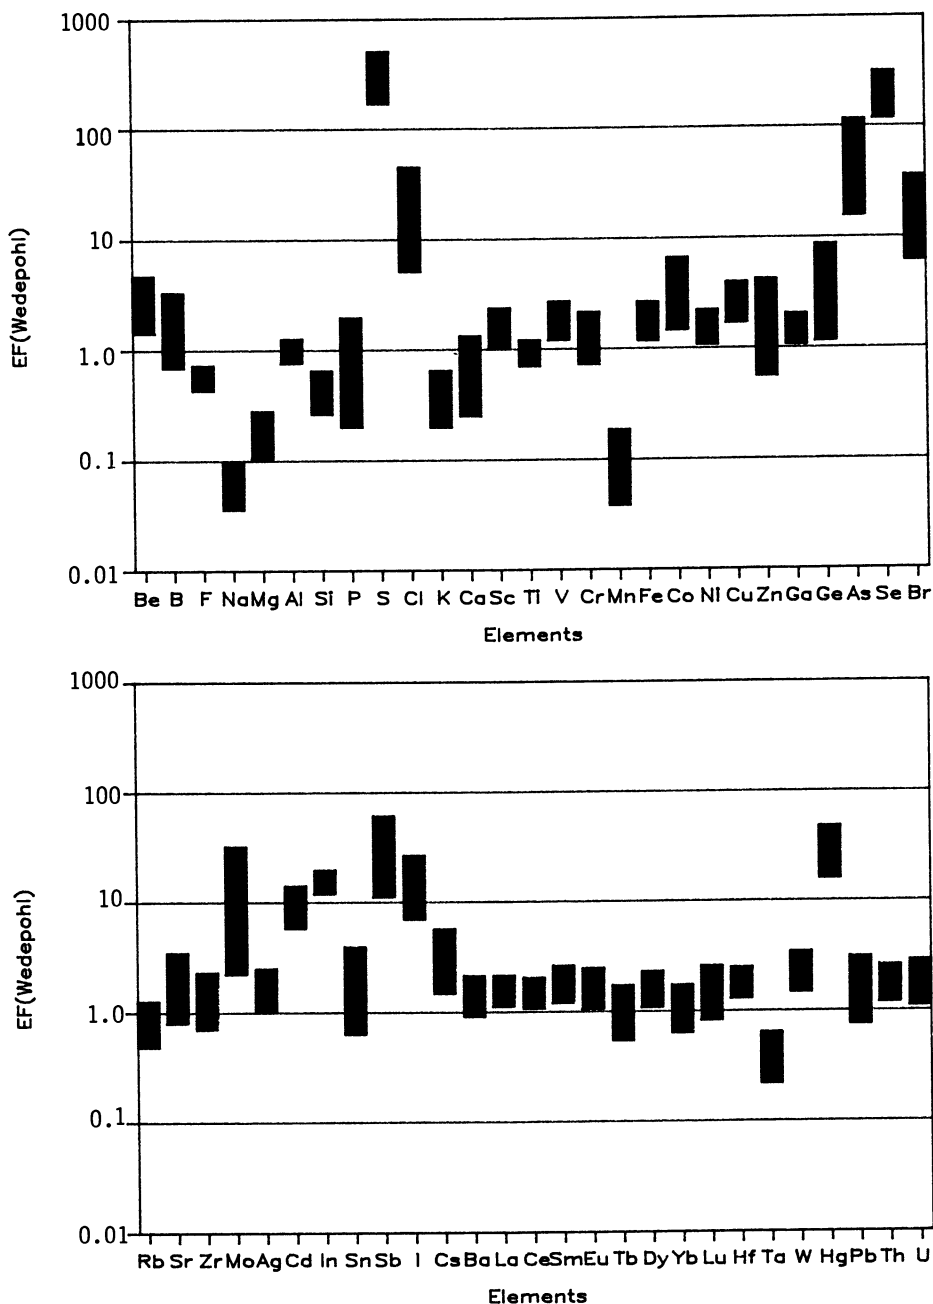 1000
100
10
1.0
0.1
0.01
EF(Wedepohl)
Be B F Na Mg Al Si P S Cl K Ca Sc Ti V Cr Mn Fe Co Ni Cu Zn Ga Ge As Se Br
Elements
1000
100
10
1.0
0.1
0.01
EF(Wedepohl)
Rb Sr Zr Mo Ag Cd In Sn Sb I Cs Ba La Ce Sm Eu Tb Dy Yb Lu Hf Ta W Hg Pb Th U
Elements